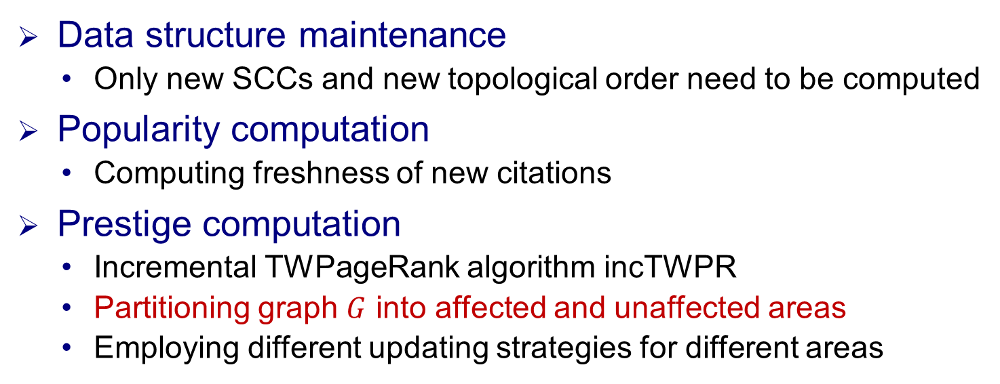 ➢ Data structure maintenance
• Only new SCCs and new topological order need to be computed
➢ Popularity computation
• Computing freshness of new citations
➢ Prestige computation
• Incremental TWPageRank algorithm incTWPR
• Partitioning graph G into affected and unaffected areas
• Employing different updating strategies for different areas